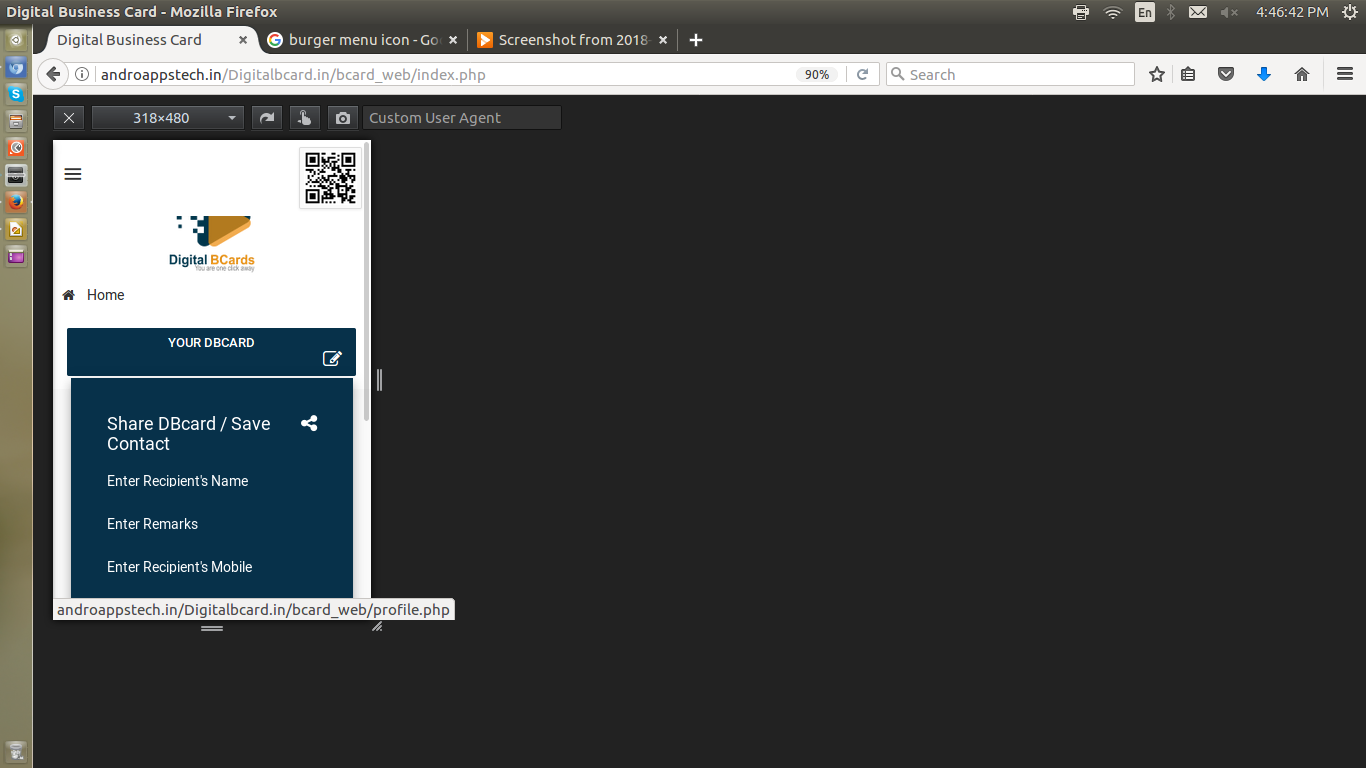 Digital Business Card - Mozilla Firefox
En
4:46:42 PM
Digital Business Card
burger menu icon - Go
Screenshot from 2018-
androappstech.in/Digitalbcard.in/bcard_web/index.php
90%
Search
318×480
Custom User Agent
Digital BCards
You are one click away
Home
YOUR DBCARD
Share DBcard / Save
Contact
Enter Recipient's Name
Enter Remarks
Enter Recipient's Mobile
androappstech.in/Digitalbcard.in/bcard_web/profile.php